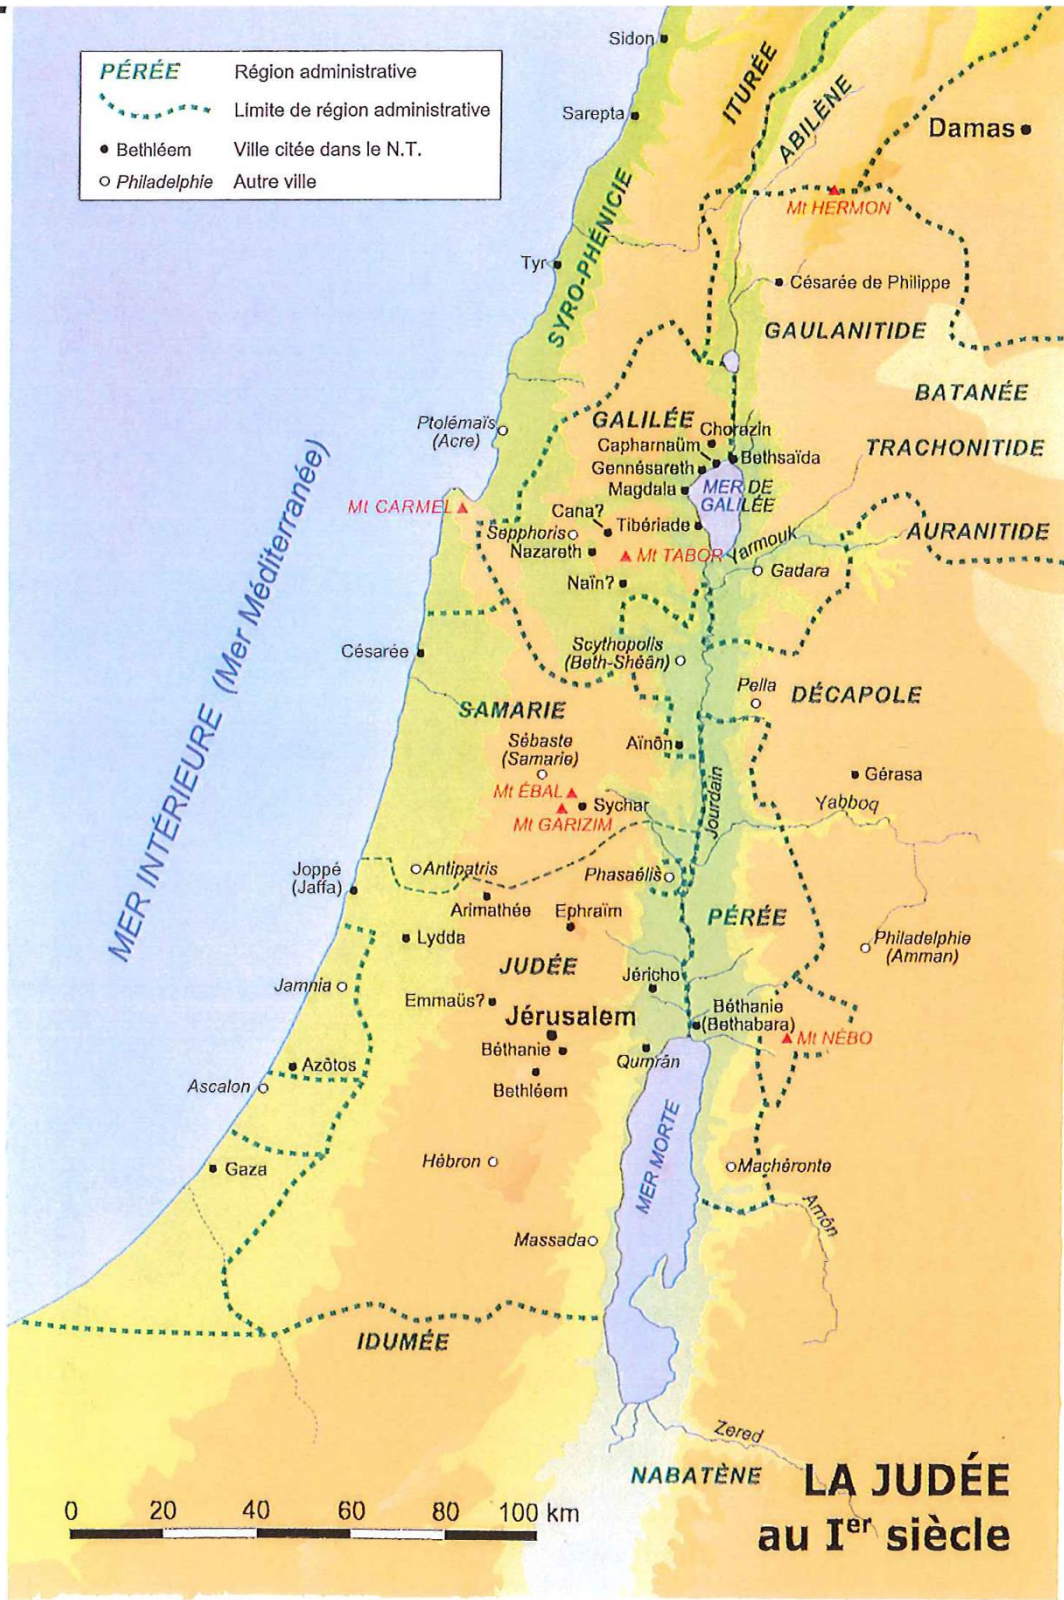 PÉRÉE Région administrative
Limite de région administrative
Bethléem Ville citée dans le N.T.
Philadelphie Autre ville
Sidon
ITURÉE
ABILÈNE
Sarepta
Damas
Mt HERMON
SYRO-PHÉNICIE
Tyr
Césarée de Philippe
GAULANITIDE
BATANÉE
Ptolémaïs
(Acre)
GALILÉE
Chorazin
Capharnaüm
Bethsaïda
Gennésareth
TRACHONITIDE
Magdala
MER DE
GALILÉE
Mt CARMEL
Cana?
Tibériade
Sepphoris
Yarmouk
AURANITIDE
Nazareth
Mt TABOR
Gadara
Naïn?
MER INTÉRIEURE (Mer Méditerranée)
Césarée
Scythopolis
(Beth-Shéân)
Pella
DÉCAPOLE
SAMARIE
Sébaste
(Samarie)
Aïnôn
Gérasa
Mt ÉBAL
Sychar
Mt GARIZIM
Jourdain
Yabboq
Joppé
(Jaffa)
Antipatris
Phasaélis
Arimathée
Ephraïm
PÉRÉE
Lydda
Philadelphie
(Amman)
JUDÉE
Jéricho
Jamnia
Emmaüs?
Béthanie
(Bethabara)
Jérusalem
Mt NÉBO
Béthanie
Qumrân
Azôtos
Ascalon
Bethléem
MER MORTE
Gaza
Hébron
Machéronte
Arnôn
Massada
IDUMÉE
Zered
NABATÈNE
LA JUDÉE
au Ier siècle
0 20 40 60 80 100 km